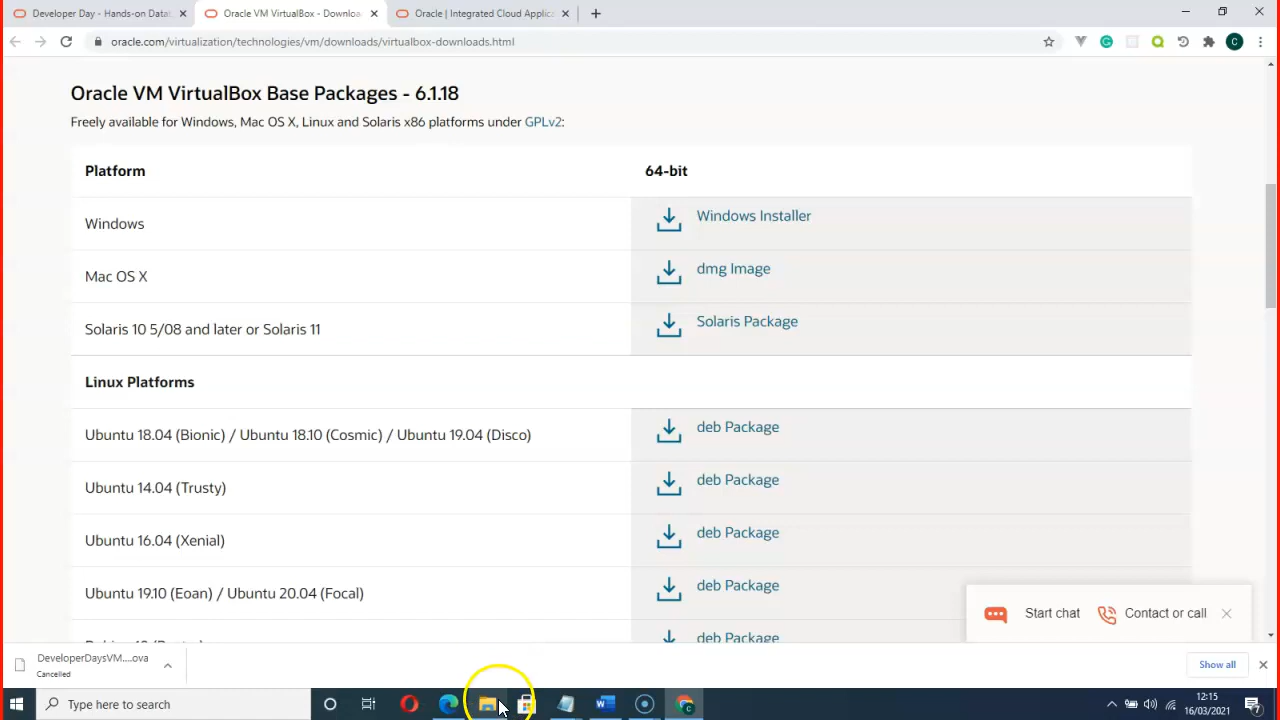 Developer Day - Hands-on Datab
Oracle VM VirtualBox - Downloa
Oracle | Integrated Cloud Applica
oracle.com/virtualization/technologies/vm/downloads/virtualbox-downloads.html
C
Oracle VM VirtualBox Base Packages - 6.1.18
Freely available for Windows, Mac OS X, Linux and Solaris x86 platforms under GPLv2:
Platform
64-bit
Windows
Windows Installer
Mac OS X
dmg Image
Solaris 10 5/08 and later or Solaris 11
Solaris Package
Linux Platforms
Ubuntu 18.04 (Bionic) / Ubuntu 18.10 (Cosmic) / Ubuntu 19.04 (Disco)
deb Package
Ubuntu 14.04 (Trusty)
deb Package
Ubuntu 16.04 (Xenial)
deb Package
Ubuntu 19.10 (Eoan) / Ubuntu 20.04 (Focal)
deb Package
deb Package
Start chat
Contact or call
DeveloperDaysVM....ova
Cancelled
Show all
Type here to search
12:15
16/03/2021
7